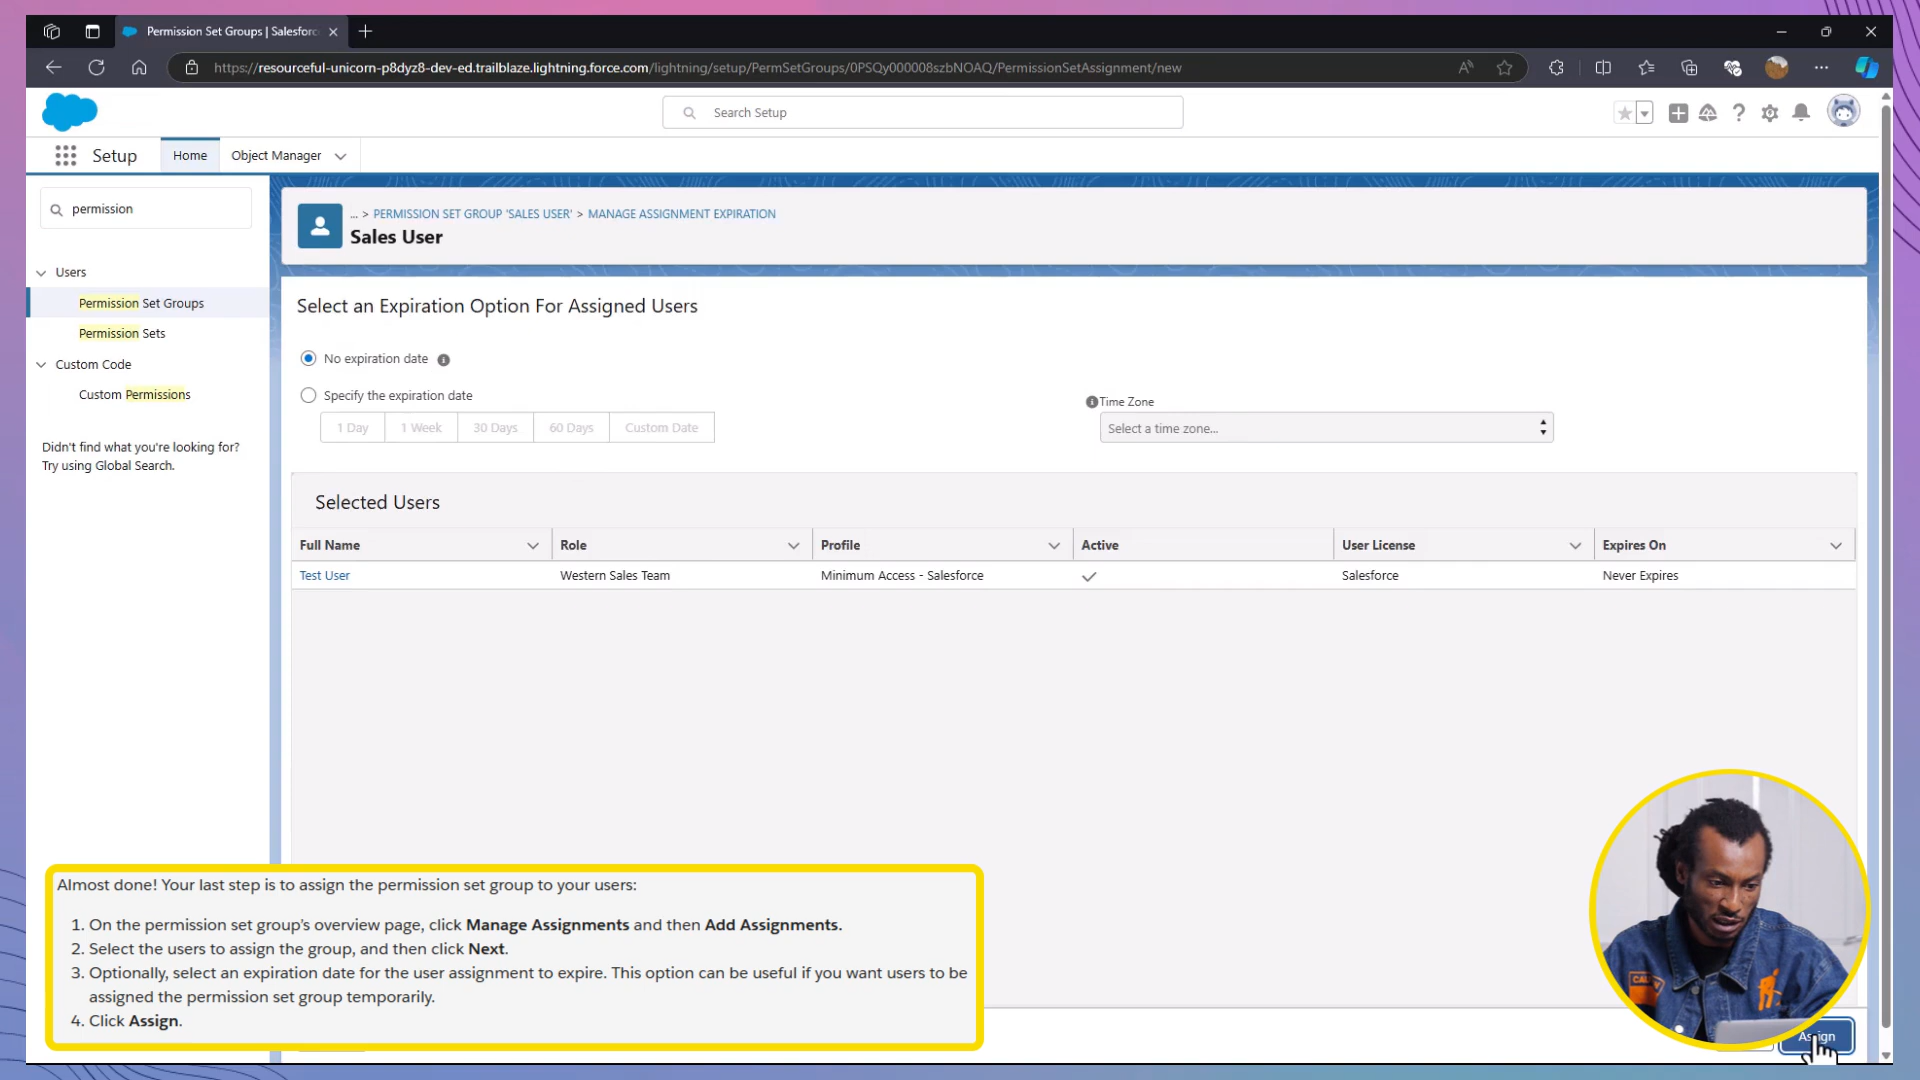 Permission Set Groups | Salesforc
https://resourceful-unicorn-p8dyz8-dev-ed.trailblaze.lightning.force.com/lightning/setup/PermSetGroups/0PSQy000008szbNOAQ/PermissionSetAssignment/new
Search Setup
Setup
Home
Object Manager
permission
... > PERMISSION SET GROUP 'SALES USER' > MANAGE ASSIGNMENT EXPIRATION
Sales User
Users
Permission Set Groups
Permission Sets
Custom Code
Custom Permissions
Didn't find what you're looking for?
Try using Global Search.
Select an Expiration Option For Assigned Users
No expiration date
Specify the expiration date
1 Day 1 Week 30 Days 60 Days Custom Date
Time Zone
Select a time zone...
Selected Users
Full Name Role Profile Active User License Expires On
Test User Western Sales Team Minimum Access - Salesforce Salesforce Never Expires
Almost done! Your last step is to assign the permission set group to your users:
1. On the permission set group’s overview page, click Manage Assignments and then Add Assignments.
2. Select the users to assign the group, and then click Next.
3. Optionally, select an expiration date for the user assignment to expire. This option can be useful if you want users to be
assigned the permission set group temporarily.
4. Click Assign.
Assign